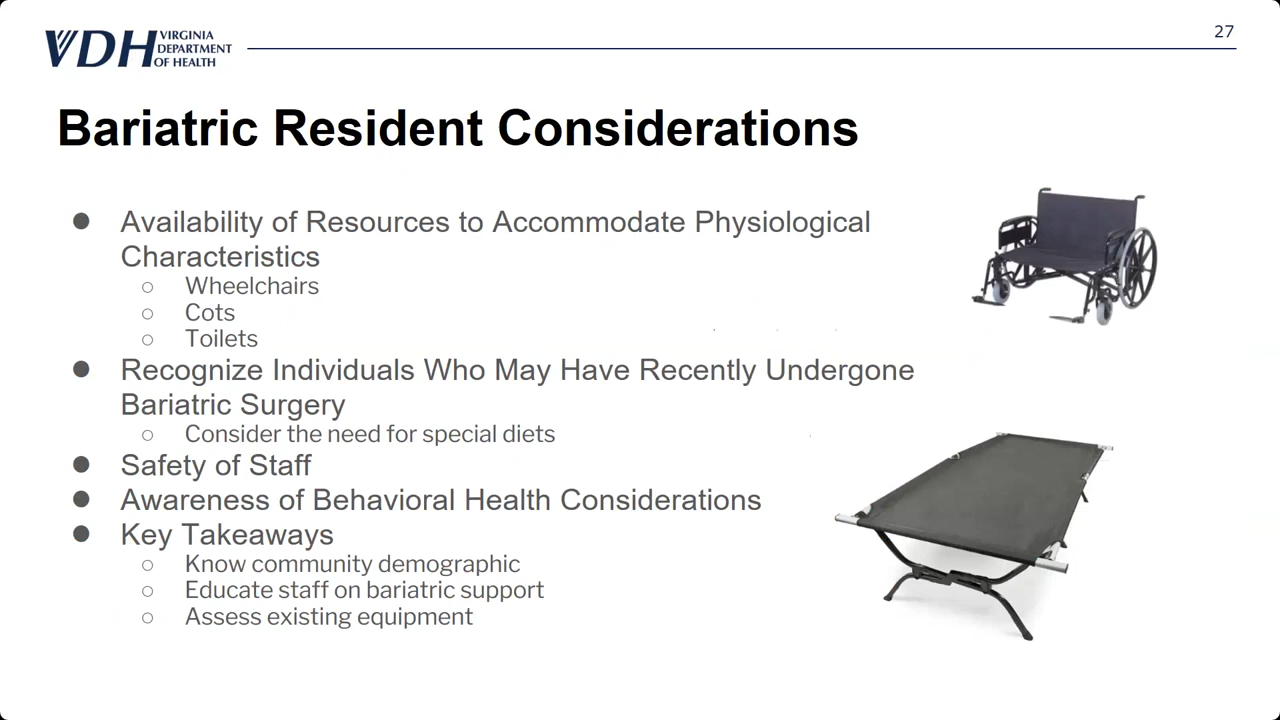 VDH VIRGINIA
DEPARTMENT
OF HEALTH
27
Bariatric Resident Considerations
● Availability of Resources to Accommodate Physiological
Characteristics
○ Wheelchairs
○ Cots
○ Toilets
● Recognize Individuals Who May Have Recently Undergone
Bariatric Surgery
○ Consider the need for special diets
● Safety of Staff
● Awareness of Behavioral Health Considerations
● Key Takeaways
○ Know community demographic
○ Educate staff on bariatric support
○ Assess existing equipment